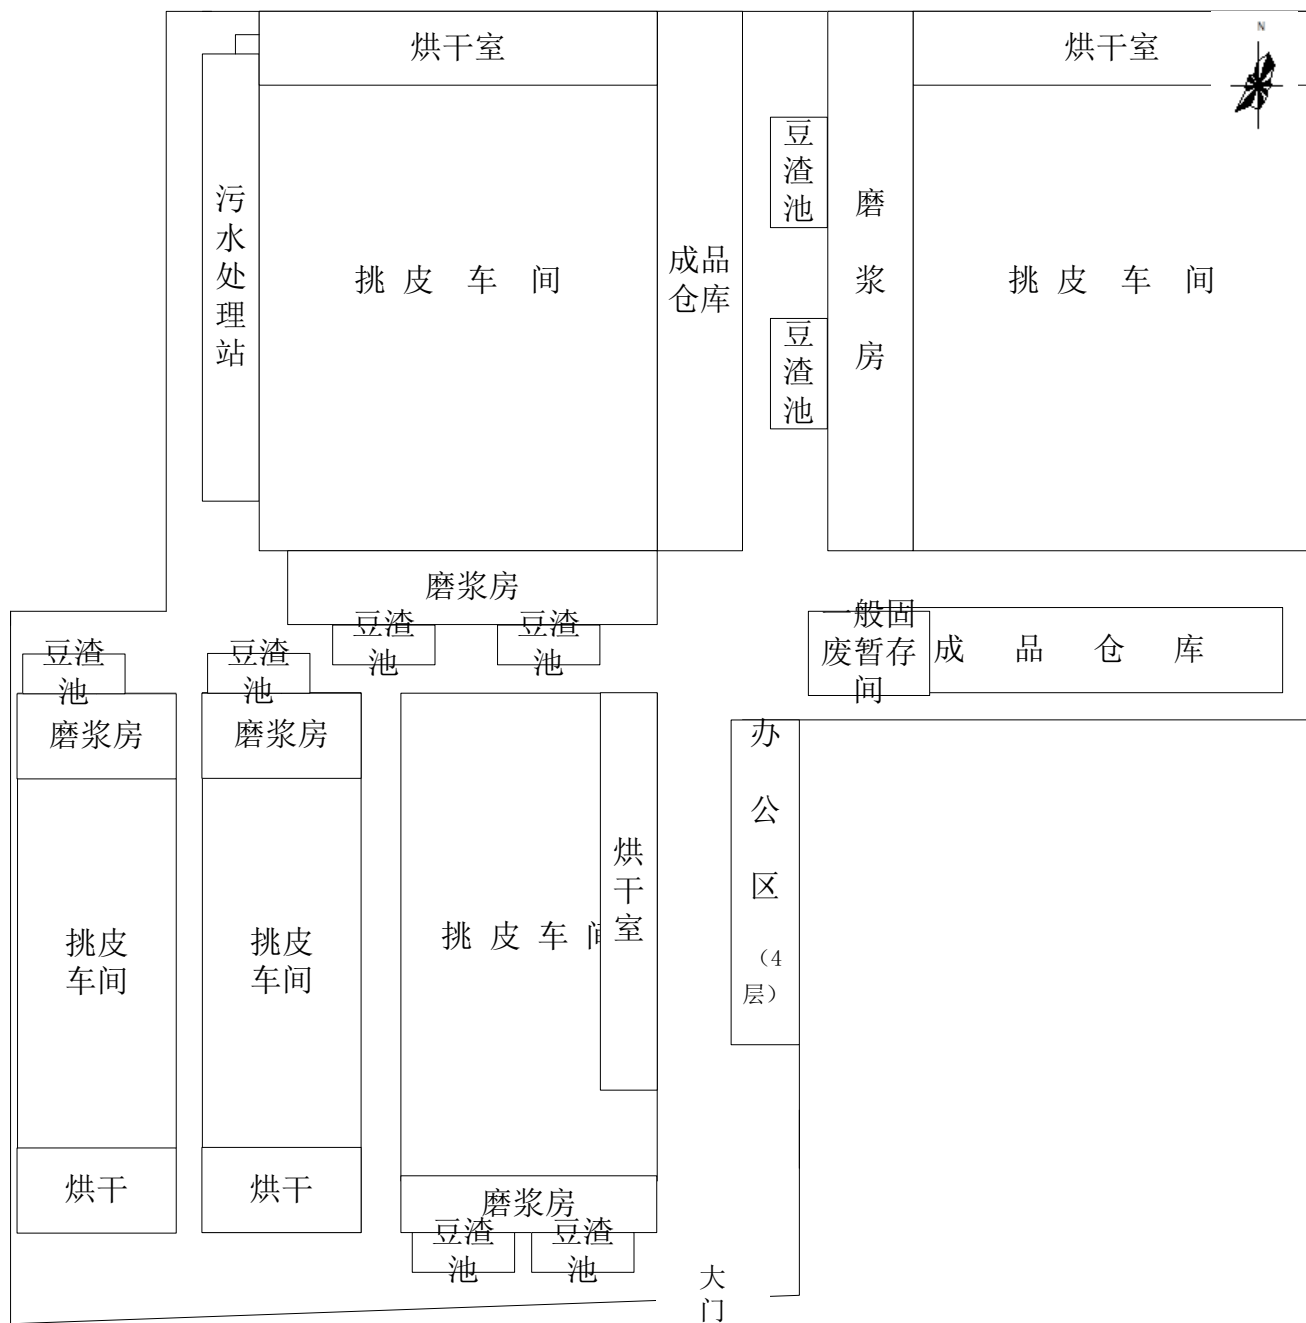 烘干室
烘干室
N
豆
渣
池
污
水
处
理
站
挑 皮 车 间
成品
仓库
磨
浆
房
挑 皮 车 间
豆
渣
池
磨浆房
豆渣
池
豆渣
池
一般固
废暂存
间
成 品 仓 库
豆渣
池
豆渣
池
磨浆房
磨浆房
办
公
区
（4
层）
烘
干
室
挑皮
车间
挑皮
车间
挑 皮 车 间
烘干
烘干
磨浆房
豆渣
池
豆渣
池
大
门